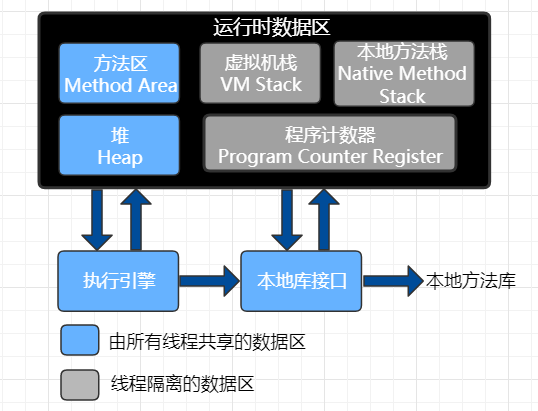 运行时数据区
方法区
Method Area
虚拟机栈
VM Stack
本地方法栈
Native Method
Stack
堆
Heap
程序计数器
Program Counter Register
执行引擎
本地库接口
本地方法库
由所有线程共享的数据区
线程隔离的数据区